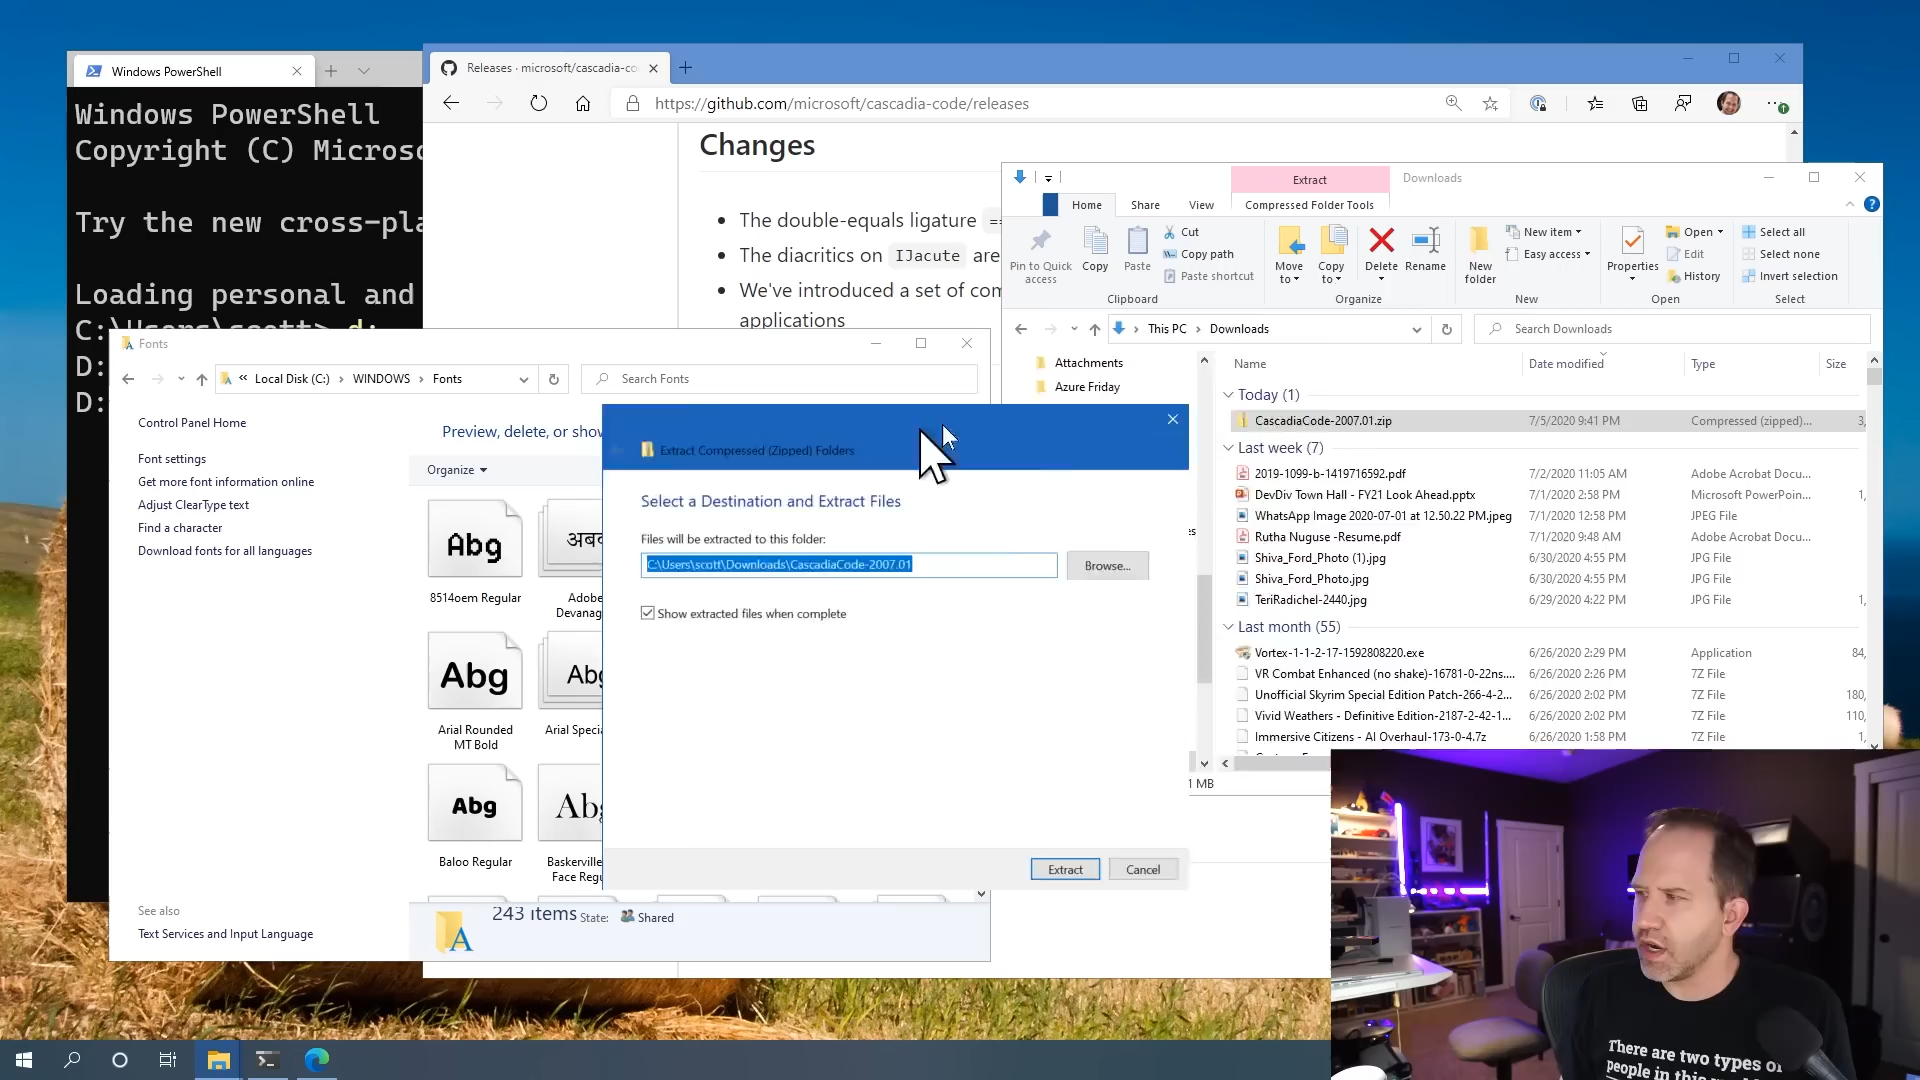 Windows PowerShell
Releases · microsoft/cascadia-co
Windows PowerShell
Copyright (C) Micros
Try the new cross-pla
Loading personal and
C:\Users\scott> d:
D:
D:
https://github.com/microsoft/cascadia-code/releases
Changes
The double-equals ligature ==
The diacritics on IJacute are
We've introduced a set of com
applications
Fonts
« Local Disk (C:) › WINDOWS › Fonts
Search Fonts
Control Panel Home
Font settings
Get more font information online
Adjust ClearType text
Find a character
Download fonts for all languages
See also
Text Services and Input Language
Preview, delete, or show
Organize
Abg
8514oem Regular
Adobe
Devanag
Abg
Arial Rounded
MT Bold
Abg
Arial Specia
Abg
Baloo Regular
Abg
Baskerville
Face Regu
243 items State: Shared
Extract Compressed (Zipped) Folders
Select a Destination and Extract Files
Files will be extracted to this folder:
C:\Users\scott\Downloads\CascadiaCode-2007.01
Browse...
Show extracted files when complete
Extract
Cancel
Extract
Downloads
Home
Share
View
Compressed Folder Tools
Pin to Quick access
Copy
Paste
Cut
Copy path
Paste shortcut
Clipboard
Move to
Copy to
Delete
Rename
Organize
New folder
New item
Easy access
New
Properties
Open
Edit
History
Open
Select all
Select none
Invert selection
Select
This PC › Downloads
Search Downloads
Attachments
Azure Friday
Name Date modified Type Size
Today (1)
CascadiaCode-2007.01.zip 7/5/2020 9:41 PM Compressed (zipped)... 3,
Last week (7)
2019-1099-b-1419716592.pdf 7/2/2020 11:05 AM Adobe Acrobat Docu...
DevDiv Town Hall - FY21 Look Ahead.pptx 7/1/2020 2:58 PM Microsoft PowerPoin... 1,
WhatsApp Image 2020-07-01 at 12.50.22 PM.jpeg 7/1/2020 12:58 PM JPEG File
Rutha Nuguse -Resume.pdf 7/1/2020 9:48 AM Adobe Acrobat Docu...
Shiva_Ford_Photo (1).jpg 6/30/2020 4:55 PM JPG File
Shiva_Ford_Photo.jpg 6/30/2020 4:55 PM JPG File
TeriRadichel-2440.jpg 6/29/2020 4:22 PM JPG File 1,
Last month (55)
Vortex-1-1-2-17-1592808220.exe 6/26/2020 2:29 PM Application 84,
VR Combat Enhanced (no shake)-16781-0-22ns.... 6/26/2020 2:26 PM 7Z File
Unofficial Skyrim Special Edition Patch-266-4-2... 6/26/2020 2:02 PM 7Z File 180,
Vivid Weathers - Definitive Edition-2187-2-42-1... 6/26/2020 2:02 PM 7Z File 110,
Immersive Citizens - AI Overhaul-173-0-4.7z 6/26/2020 1:58 PM 7Z File 1,
1 MB
There are two types of
people in this